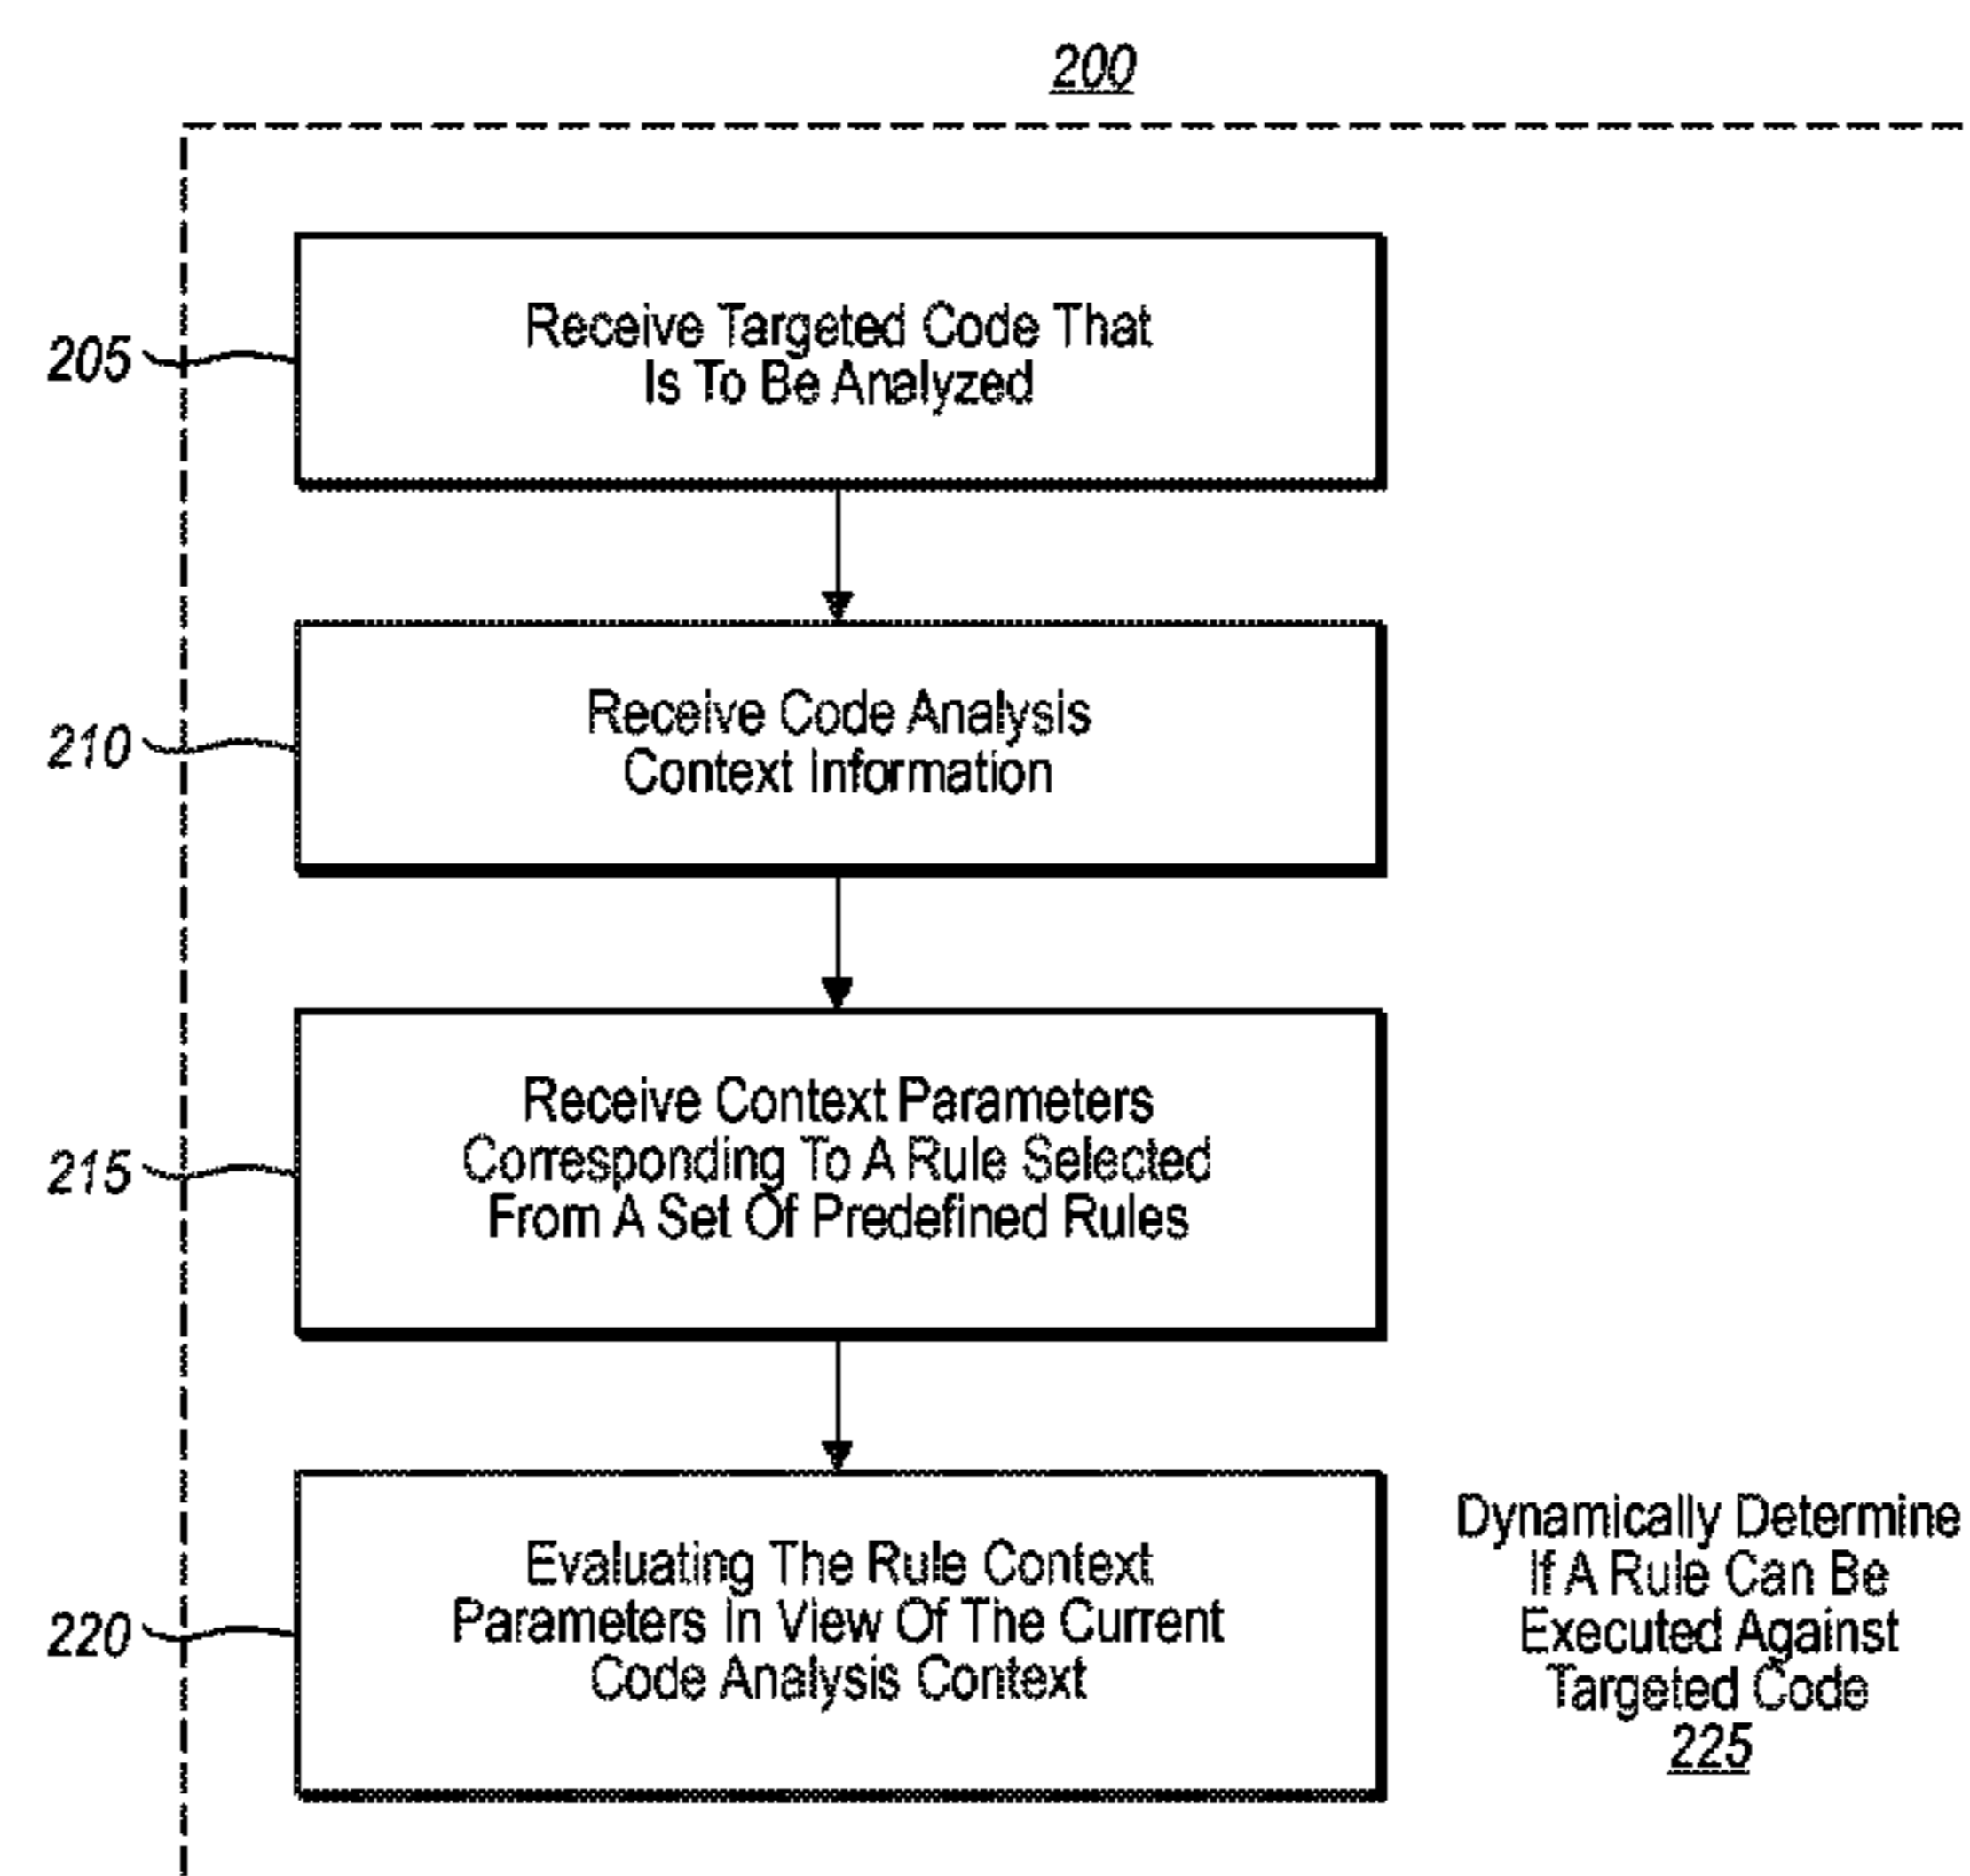 200
205
Receive Targeted Code That
Is To Be Analyzed
210
Receive Code Analysis
Context Information
215
Receive Context Parameters
Corresponding To A Rule Selected
From A Set Of Predefined Rules
220
Evaluating The Rule Context
Parameters In View Of The Current
Code Analysis Context
Dynamically Determine
If A Rule Can Be
Executed Against
Targeted Code
225